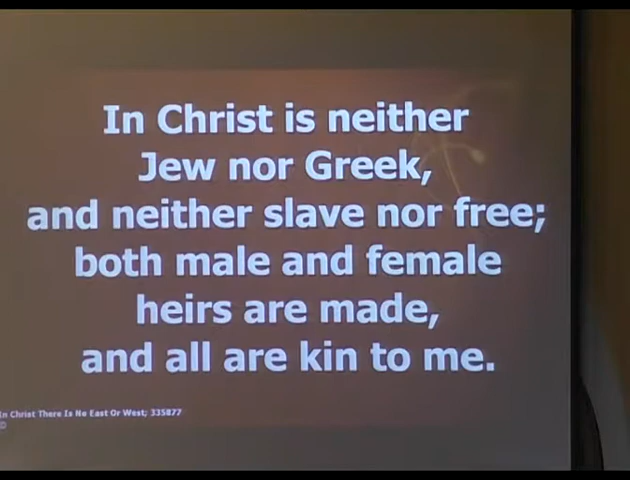 In Christ is neither
Jew nor Greek,
and neither slave nor free;
both male and female
heirs are made,
and all are kin to me.
In Christ There Is No East Or West; 335877
©